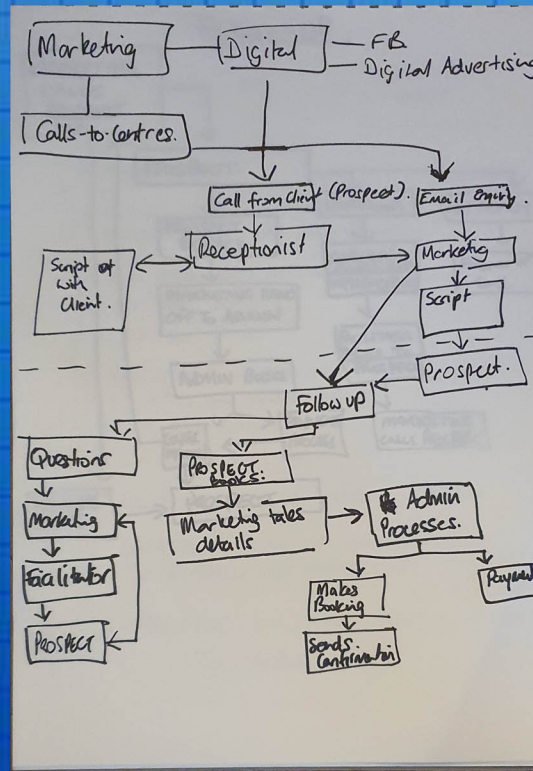 Marketing
Digital
FB
Digital Advertising
Calls-to-Centres.
Call from Client (Prospect).
Email Enquiry.
Receptionist
Marketing
Script
with
Client.
Script
Prospect.
Follow up
Questions
PROSPECT
BOOKS.
Marketing
Marketing takes
details
Admin
Processes.
Facilitator
Makes
Booking
PROSPECT
Sends
Confirmation